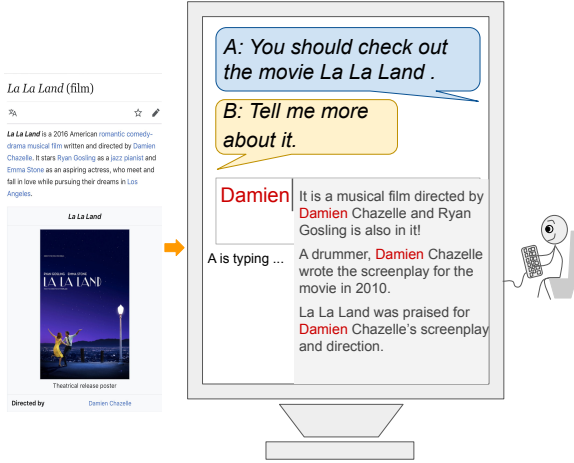 La La Land (film)
La La Land is a 2016 American romantic comedy-
drama musical film written and directed by Damien
Chazelle. It stars Ryan Gosling as a jazz pianist and
Emma Stone as an aspiring actress, who meet and
fall in love while pursuing their dreams in Los
Angeles.
La La Land
RYAN GOSLING EMMA STONE
LA LA LAND
Theatrical release poster
Directed by Damien Chazelle
A: You should check out
the movie La La Land .
B: Tell me more
about it.
Damien
A is typing ...
It is a musical film directed by
Damien Chazelle and Ryan
Gosling is also in it!
A drummer, Damien Chazelle
wrote the screenplay for the
movie in 2010.
La La Land was praised for
Damien Chazelle's screenplay
and direction.